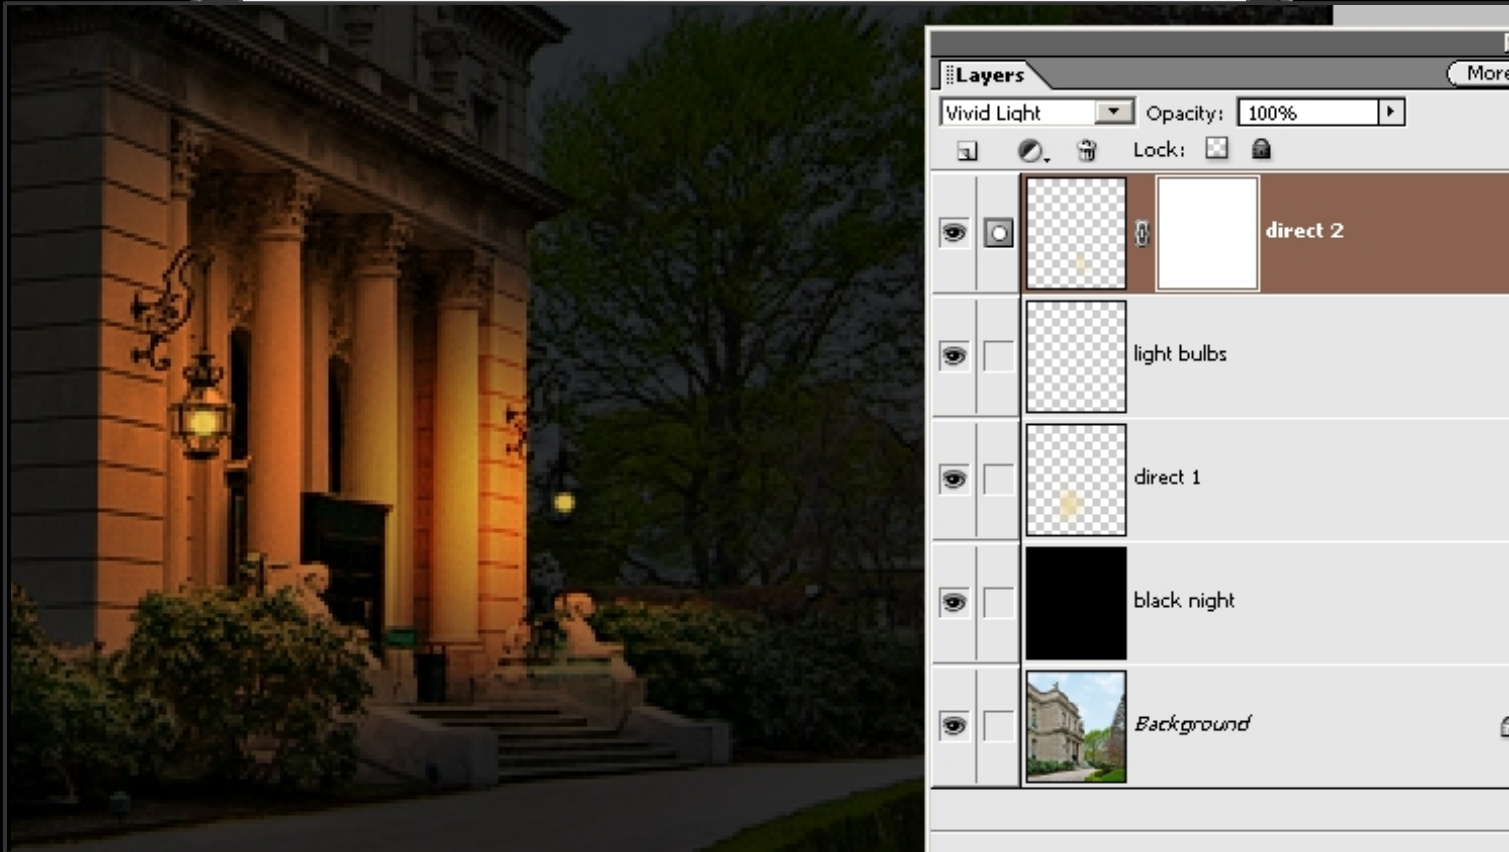 Layers
More
Vivid Light
Opacity: 100%
Lock:
direct 2
light bulbs
direct 1
black night
Background